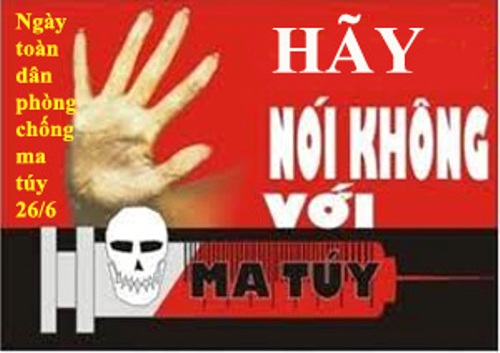 Ngày
toàn
dân
phòng
chống
ma
túy
26/6
HÃY
NÓI KHÔNG
VỚI
MA TÚY